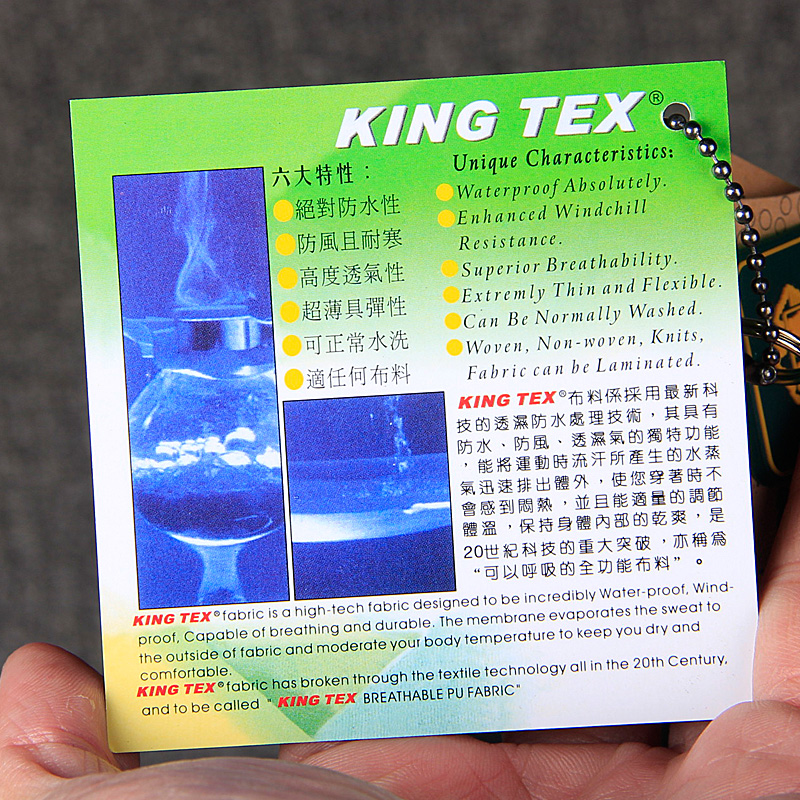 KING TEX®
六大特性：
絕對防水性
防風且耐寒
高度透氣性
超薄具彈性
可正常水洗
適任何布料
Unique Characteristics:
Waterproof Absolutely.
Enhanced Windchill
Resistance.
Superior Breathability.
Extremly Thin and Flexible.
Can Be Normally Washed.
Woven, Non-woven, Knits,
Fabric can be Laminated.
KING TEX®布料係採用最新科
技的透濕防水處理技術，其具有
防水、防風、透濕氣的獨特功能
，能將運動時流汗所產生的水蒸
氣迅速排出體外，使您穿著時不
會感到悶熱，並且能適量的調節
體溫，保持身體內部的乾爽，是
20世紀科技的重大突破，亦稱為
“可以呼吸的全功能布料”。
KING TEX®fabric is a high-tech fabric designed to be incredibly Water-proof, Wind-
proof, Capable of breathing and durable. The membrane evaporates the sweat to
the outside of fabric and moderate your body temperature to keep you dry and
comfortable.
KING TEX®fabric has broken through the textile technology all in the 20th Century,
and to be called " KING TEX BREATHABLE PU FABRIC"